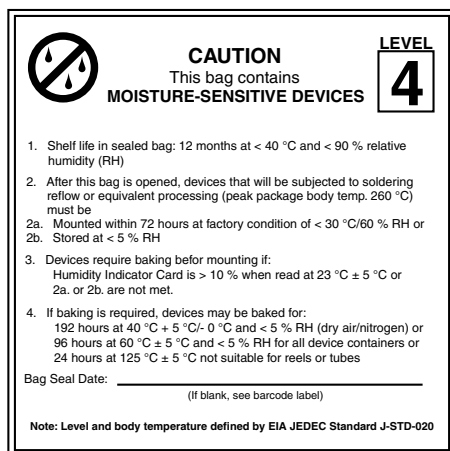 CAUTION
This bag contains
MOISTURE-SENSITIVE DEVICES
LEVEL
4
1. Shelf life in sealed bag: 12 months at < 40 °C and < 90 % relative
humidity (RH)
2. After this bag is opened, devices that will be subjected to soldering
reflow or equivalent processing (peak package body temp. 260 °C)
must be
2a. Mounted within 72 hours at factory condition of < 30 °C/60 % RH or
2b. Stored at < 5 % RH
3. Devices require baking befor mounting if:
Humidity Indicator Card is > 10 % when read at 23 °C ± 5 °C or
2a. or 2b. are not met.
4. If baking is required, devices may be baked for:
192 hours at 40 °C + 5 °C/- 0 °C and < 5 % RH (dry air/nitrogen) or
96 hours at 60 °C ± 5 °C and < 5 % RH for all device containers or
24 hours at 125 °C ± 5 °C not suitable for reels or tubes
Bag Seal Date:
(If blank, see barcode label)
Note: Level and body temperature defined by EIA JEDEC Standard J-STD-020